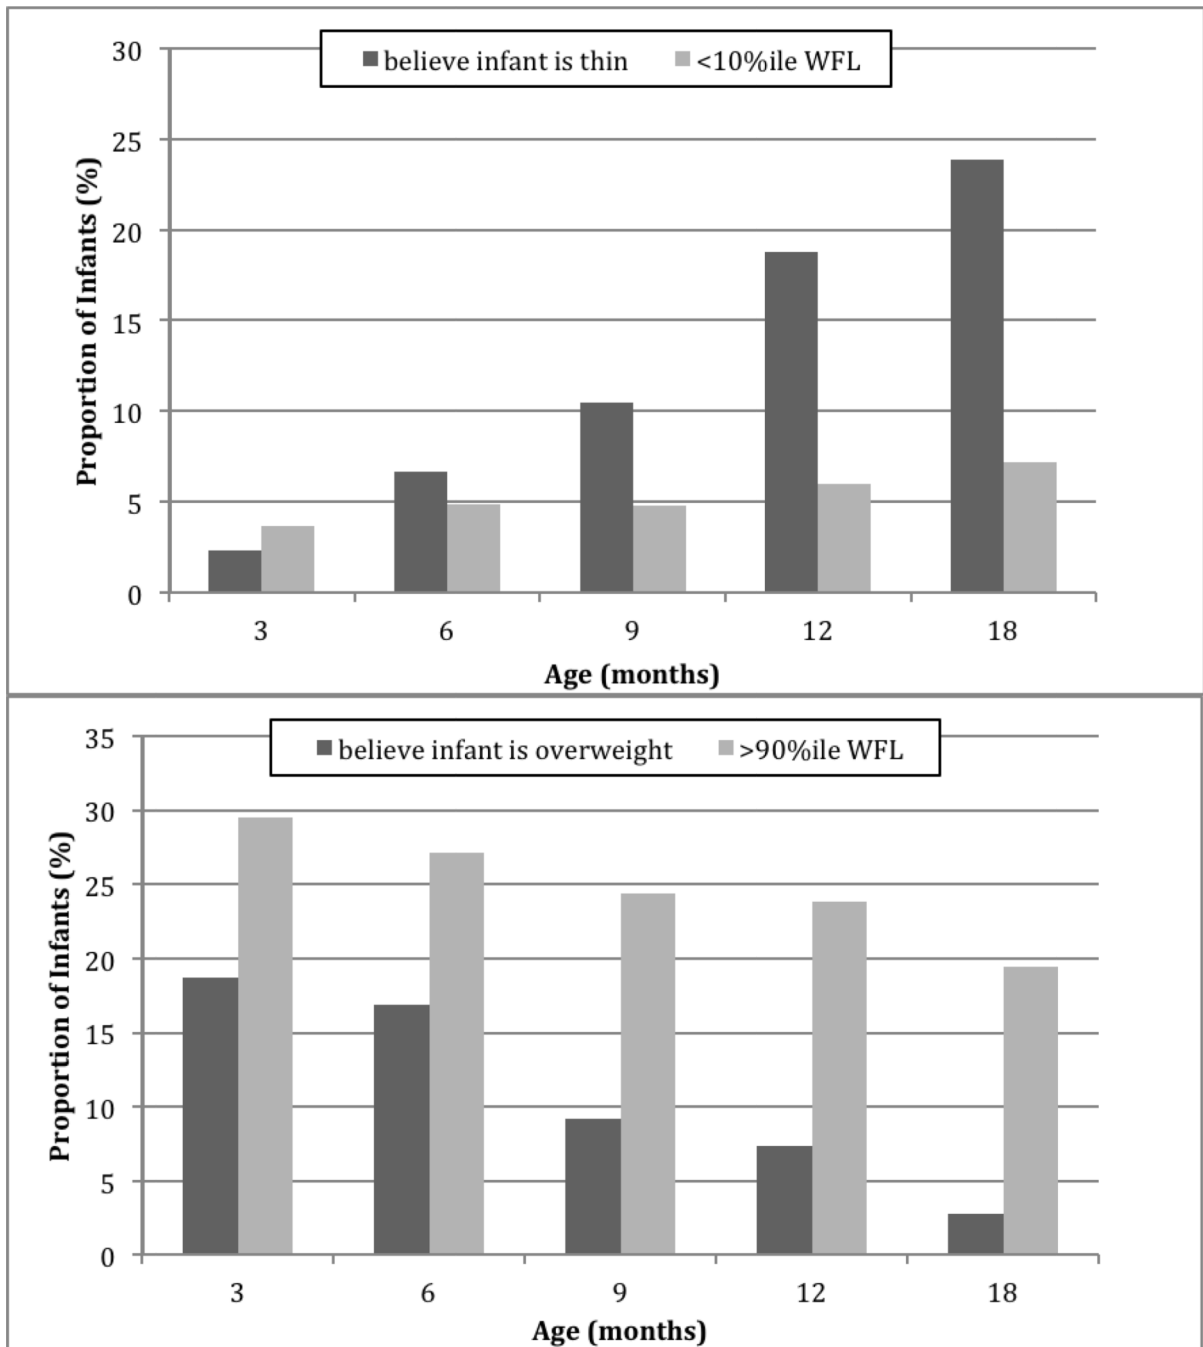 believe infant is thin <10%ile WFL
30
25
20
15
10
5
0
Proportion of Infants (%)
3 6 9 12 18
Age (months)
believe infant is overweight >90%ile WFL
35
30
25
20
15
10
5
0
Proportion of Infants (%)
3 6 9 12 18
Age (months)